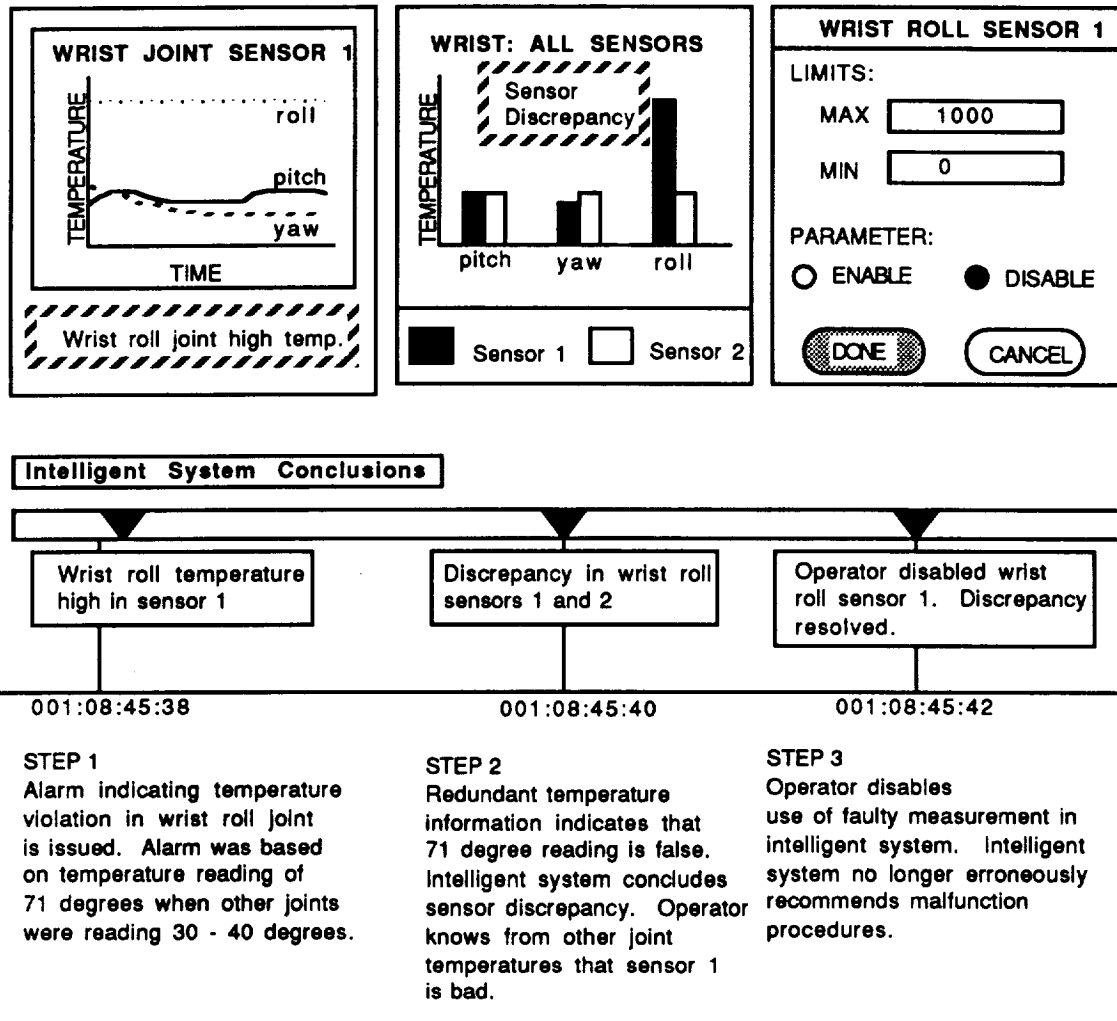 WRIST JOINT SENSOR 1
TEMPERATURE
roll
pitch
yaw
TIME
Wrist roll joint high temp.
WRIST: ALL SENSORS
Sensor
Discrepancy
TEMPERATURE
pitch
yaw
roll
Sensor 1
Sensor 2
WRIST ROLL SENSOR 1
LIMITS:
MAX 1000
MIN 0
PARAMETER:
ENABLE DISABLE
DONE CANCEL
Intelligent System Conclusions
Wrist roll temperature
high in sensor 1
Discrepancy in wrist roll
sensors 1 and 2
Operator disabled wrist
roll sensor 1. Discrepancy
resolved.
001:08:45:38
001:08:45:40
001:08:45:42
STEP 1
Alarm indicating temperature
violation in wrist roll joint
is issued. Alarm was based
on temperature reading of
71 degrees when other joints
were reading 30 - 40 degrees.
STEP 2
Redundant temperature
information indicates that
71 degree reading is false.
Intelligent system concludes
sensor discrepancy. Operator
knows from other joint
temperatures that sensor 1
is bad.
STEP 3
Operator disables
use of faulty measurement in
intelligent system. Intelligent
system no longer erroneously
recommends malfunction
procedures.